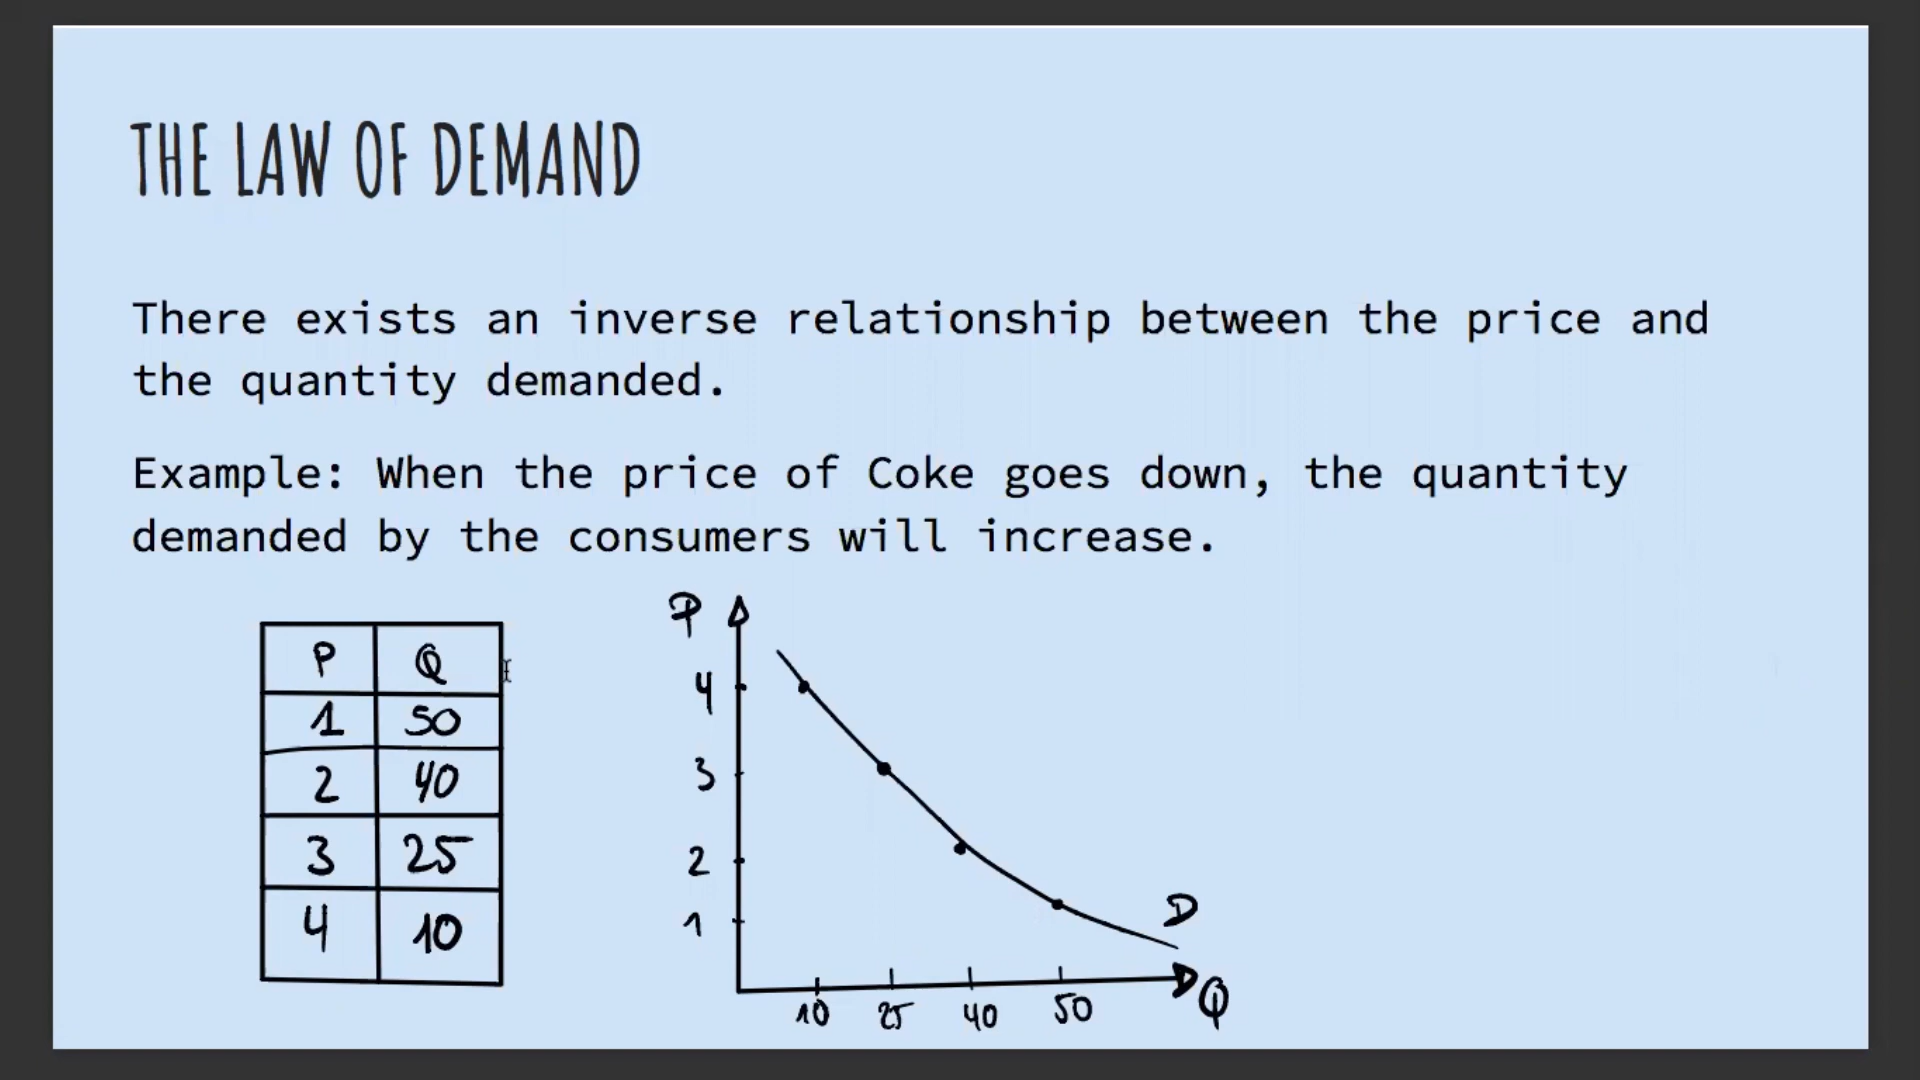 THE LAW OF DEMAND
There exists an inverse relationship between the price and
the quantity demanded.
Example: When the price of Coke goes down, the quantity
demanded by the consumers will increase.
P Q
1 50
2 40
3 25
4 10
P
4
3
2
1
D
10 25 40 50
Q